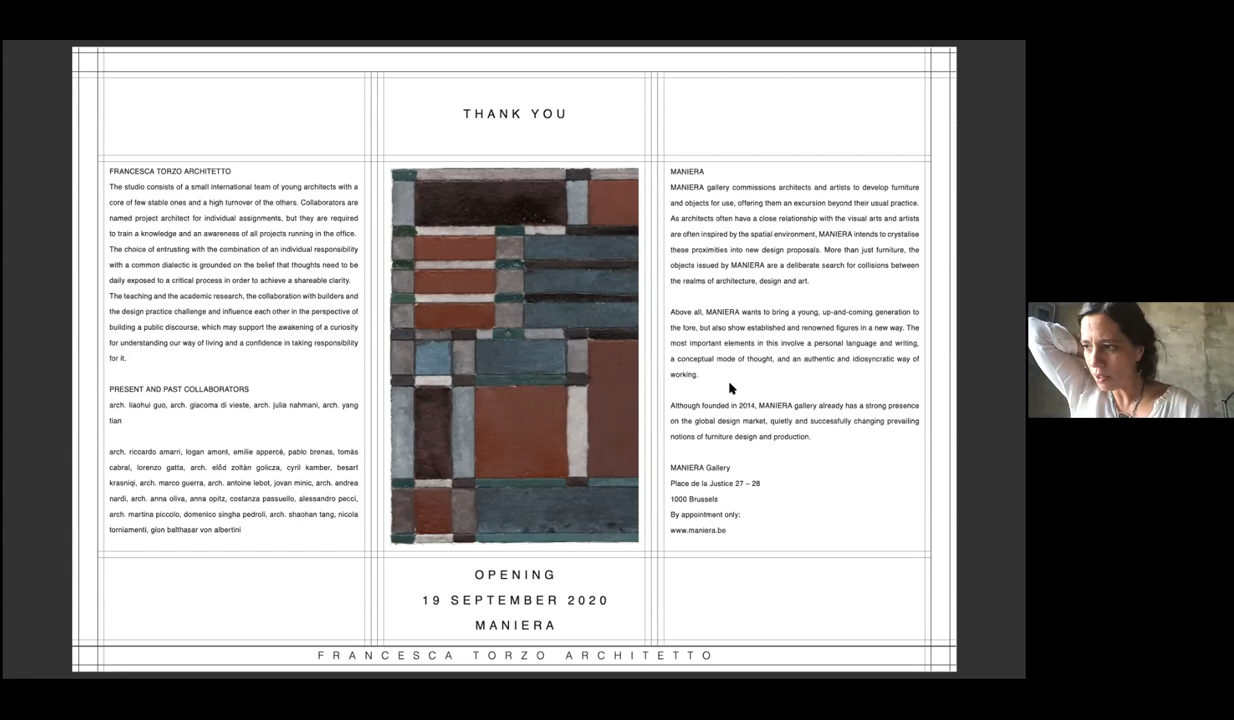 THANK YOU
FRANCESCA TORZO ARCHITETTO
The studio consists of a small international team of young architects with a
core of few stable ones and a high turnover of the others. Collaborators are
named project architect for individual assignments, but they are required
to train a knowledge and an awareness of all projects running in the office.
The choice of entrusting with the combination of an individual responsibility
with a common dialectic is grounded on the belief that thoughts need to be
daily exposed to a critical process in order to achieve a shareable clarity.
The teaching and the academic research, the collaboration with builders and
the design practice challenge and influence each other in the perspective of
building a public discourse, which may support the awakening of a curiosity
for understanding our way of living and a confidence in taking responsibility
for it.
PRESENT AND PAST COLLABORATORS
arch. liaohui guo, arch. giacoma di vieste, arch. julia nahmani, arch. yang
tian
arch. riccardo amarri, logan amont, emilie appercé, pablo brenas, tomàs
cabral, lorenzo gatta, arch. előd zoltàn golicza, cyril kamber, besart
krasniqi, arch. marco guerra, arch. antoine lebot, jovan minic, arch. andrea
nardi, arch. anna oliva, anna opitz, costanza passuello, alessandro pecci,
arch. martina piccolo, domenico singha pedroli, arch. shaohan tang, nicola
torniamenti, gion balthasar von albertini
MANIERA
MANIERA gallery commissions architects and artists to develop furniture
and objects for use, offering them an excursion beyond their usual practice.
As architects often have a close relationship with the visual arts and artists
are often inspired by the spatial environment, MANIERA intends to crystalise
these proximities into new design proposals. More than just furniture, the
objects issued by MANIERA are a deliberate search for collisions between
the realms of architecture, design and art.
Above all, MANIERA wants to bring a young, up-and-coming generation to
the fore, but also show established and renowned figures in a new way. The
most important elements in this involve a personal language and writing,
a conceptual mode of thought, and an authentic and idiosyncratic way of
working.
Although founded in 2014, MANIERA gallery already has a strong presence
on the global design market, quietly and successfully changing prevailing
notions of furniture design and production.
MANIERA Gallery
Place de la Justice 27 – 28
1000 Brussels
By appointment only:
www.maniera.be
OPENING
19 SEPTEMBER 2020
MANIERA
FRANCESCA TORZO ARCHITETTO